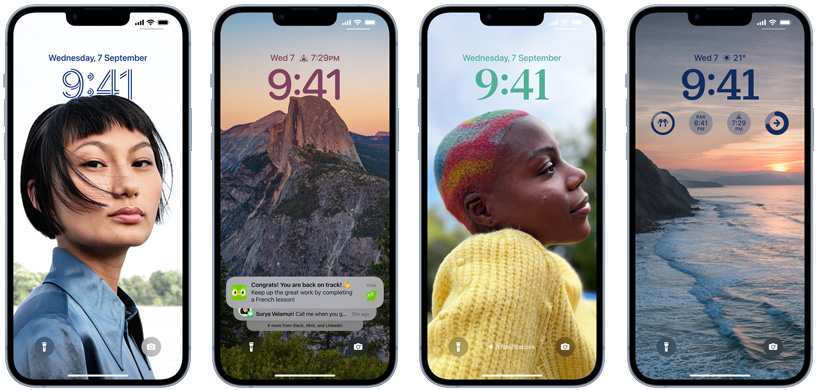 Wednesday, 7 September
9:41
Wed 7 7:29PM
9:41
Congrats! You are back on track!
now
Keep up the great work by completing
a French lesson!
Surya Velamuri Call me when you g...
12m ago
6 more from Slack, Mint, and LinkedIn
Wednesday, 7 September
9:41
Notifications
Wed 7 21°
9:41
PAR
6:41
PM
7:29
PM